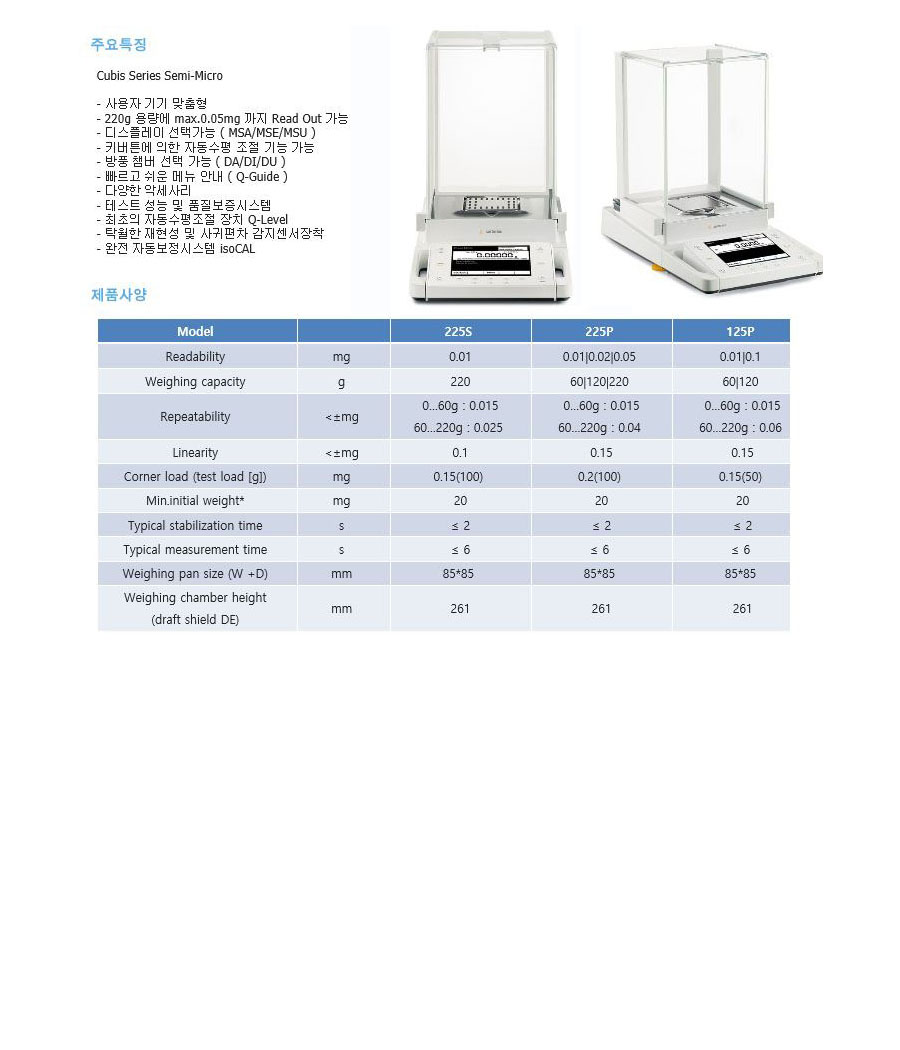 주요특징
Cubis Series Semi-Micro
- 사용자 기기 맞춤형
- 220g 용량에 max.0.05mg 까지 Read Out 가능
- 디스플레이 선택가능 ( MSA/MSE/MSU )
- 키버튼에 의한 자동수평 조절 기능 가능
- 방풍 챔버 선택 가능 ( DA/DI/DU )
- 빠르고 쉬운 메뉴 안내 ( Q-Guide )
- 다양한 악세사리
- 테스트 성능 및 품질보증시스템
- 최초의 자동수평조절 장치 Q-Level
- 탁월한 재현성 및 사귀편차 감지센서장착
- 완전 자동보정시스템 isoCAL
0.00000
0.0000
제품사양
Model 225S 225P 125P
Readability mg 0.01 0.01|0.02|0.05 0.01|0.1
Weighing capacity g 220 60|120|220 60|120
Repeatability <±mg 0...60g : 0.015 0...60g : 0.015 0...60g : 0.015
60...220g : 0.025 60...220g : 0.04 60...220g : 0.06
Linearity <±mg 0.1 0.15 0.15
Corner load (test load [g]) mg 0.15(100) 0.2(100) 0.15(50)
Min.initial weight* mg 20 20 20
Typical stabilization time s ≤ 2 ≤ 2 ≤ 2
Typical measurement time s ≤ 6 ≤ 6 ≤ 6
Weighing pan size (W +D) mm 85*85 85*85 85*85
Weighing chamber height
(draft shield DE) mm 261 261 261